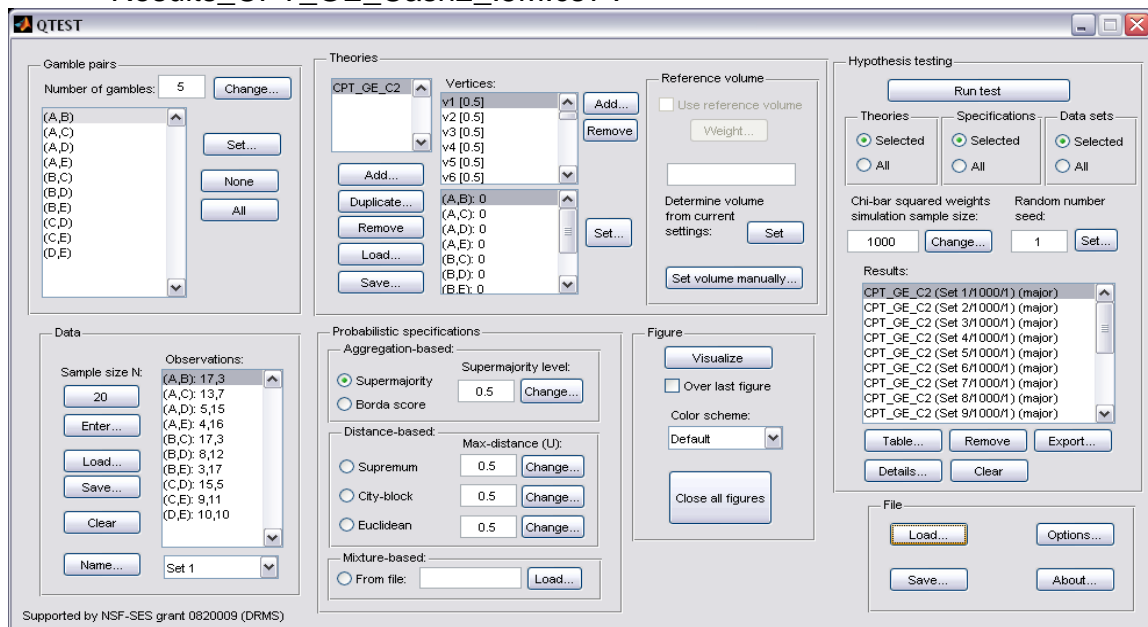 QTEST
Gamble pairs
Number of gambles: 5 Change...
(A,B)
(A,C)
(A,D)
(A,E)
(B,C)
(B,D)
(B,E)
(C,D)
(C,E)
(D,E)
Set...
None
All
Theories
CPT_GE_C2
Add...
Duplicate...
Remove
Load...
Save...
Vertices:
v1 [0.5]
v2 [0.5]
v3 [0.5]
v4 [0.5]
v5 [0.5]
v6 [0.5]
Add...
Remove
(A,B): 0
(A,C): 0
(A,D): 0
(A,E): 0
(B,C): 0
(B,D): 0
(B,E): 0
Set...
Reference volume
Use reference volume
Weight...
Determine volume
from current
settings: Set
Set volume manually...
Hypothesis testing
Run test
Theories
Selected
All
Specifications
Selected
All
Data sets
Selected
All
Chi-bar squared weights
simulation sample size:
1000 Change...
Random number
seed:
1 Set...
Results:
CPT_GE_C2 (Set 1/1000/1) (major)
CPT_GE_C2 (Set 2/1000/1) (major)
CPT_GE_C2 (Set 3/1000/1) (major)
CPT_GE_C2 (Set 4/1000/1) (major)
CPT_GE_C2 (Set 5/1000/1) (major)
CPT_GE_C2 (Set 6/1000/1) (major)
CPT_GE_C2 (Set 7/1000/1) (major)
CPT_GE_C2 (Set 8/1000/1) (major)
CPT_GE_C2 (Set 9/1000/1) (major)
Table... Remove Export...
Details... Clear
Data
Sample size N:
20
Enter...
Load...
Save...
Clear
Name...
Observations:
(A,B): 17,3
(A,C): 13,7
(A,D): 5,15
(A,E): 4,16
(B,C): 17,3
(B,D): 8,12
(B,E): 3,17
(C,D): 15,5
(C,E): 9,11
(D,E): 10,10
Set 1
Probabilistic specifications
Aggregation-based:
Supermajority
Borda score
Supermajority level:
0.5 Change...
Distance-based:
Max-distance (U):
Supremum 0.5 Change...
City-block 0.5 Change...
Euclidean 0.5 Change...
Mixture-based:
From file: Load...
Figure
Visualize
Over last figure
Color scheme:
Default
Close all figures
File
Load... Options...
Save... About...
Supported by NSF-SES grant 0820009 (DRMS)